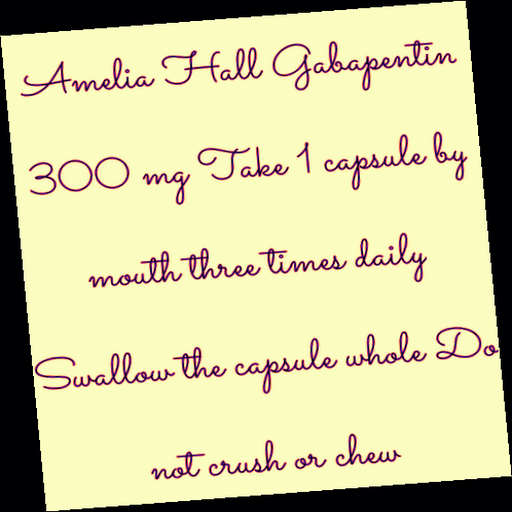 Amelia Hall Gabapentin
300 mg Take 1 capsule by
mouth three times daily
Swallow the capsule whole Do
not crush or chew